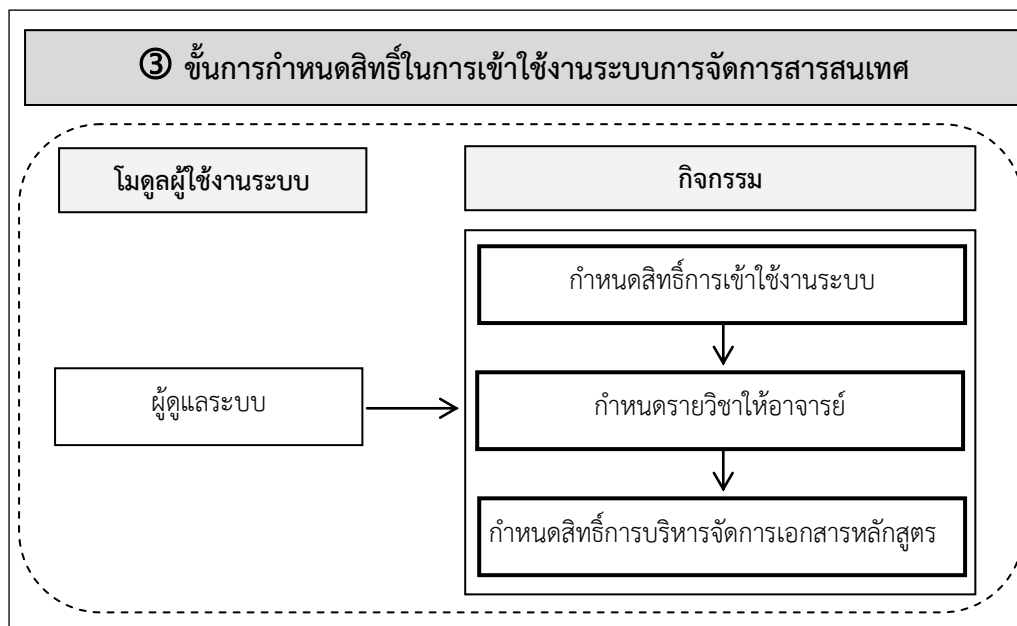 ③ ขั้นการกำหนดสิทธิ์ในการเข้าใช้งานระบบการจัดการสารสนเทศ
โมดูลผู้ใช้งานระบบ
กิจกรรม
กำหนดสิทธิ์การเข้าใช้งานระบบ
ผู้ดูแลระบบ
กำหนดรายวิชาให้อาจารย์
กำหนดสิทธิ์การบริหารจัดการเอกสารหลักสูตร